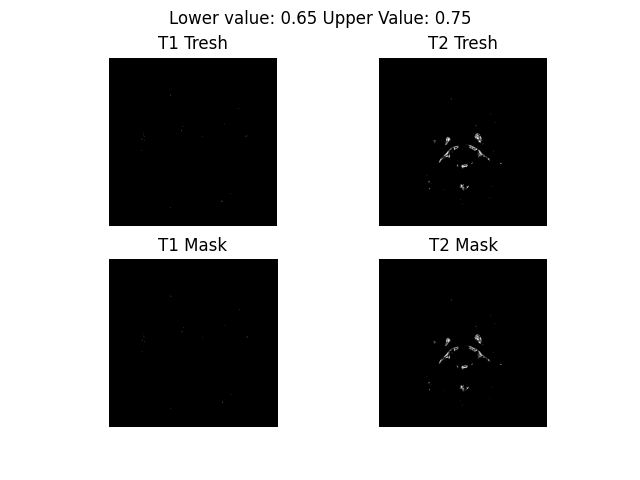 Lower value: 0.65 Upper Value: 0.75
T1 Tresh
T2 Tresh
T1 Mask
T2 Mask